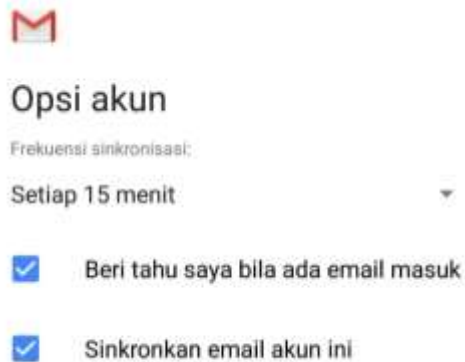 Opsi akun
Frekuensi sinkronisasi:
Setiap 15 menit
Beri tahu saya bila ada email masuk
Sinkronkan email akun ini